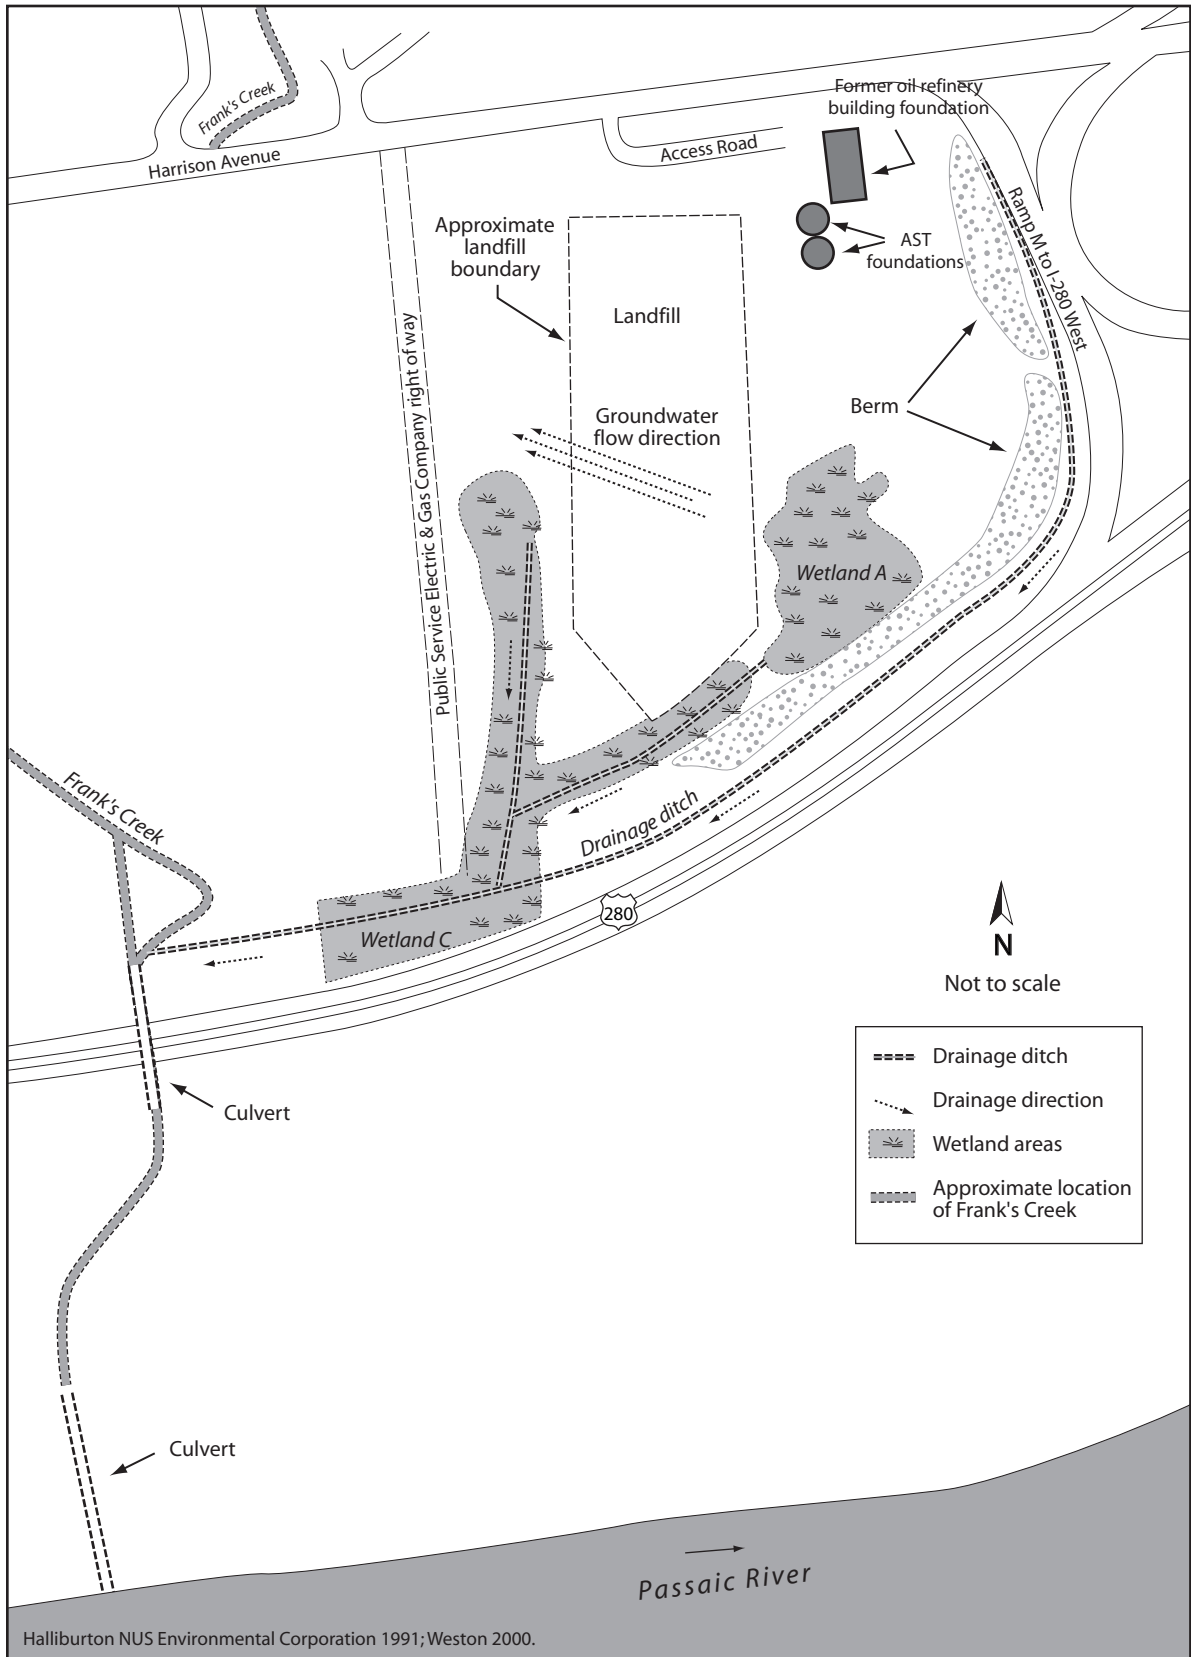 Frank's Creek
Harrison Avenue
Access Road
Former oil refinery
building foundation
AST
foundations
Ramp M to I-280 West
Approximate
landfill
boundary
Landfill
Public Service Electric & Gas Company right of way
Groundwater
flow direction
Berm
Wetland A
Frank's Creek
Drainage ditch
280
Wetland C
N
Not to scale
Culvert
Drainage ditch
Drainage direction
Wetland areas
Approximate location
of Frank's Creek
Culvert
Passaic River
Halliburton NUS Environmental Corporation 1991; Weston 2000.